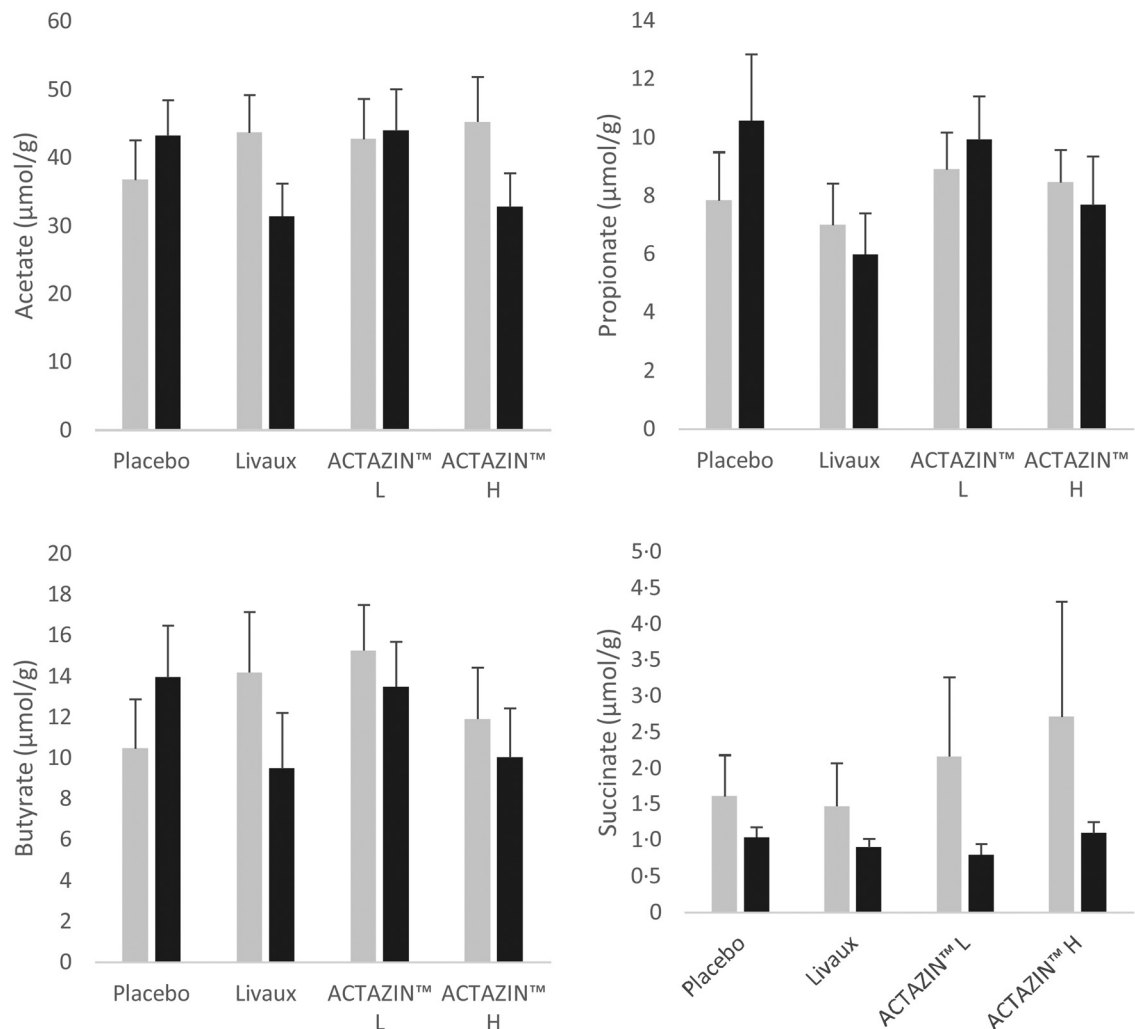 Acetate (µmol/g)
60
50
40
30
20
10
0
Placebo
Livaux
ACTAZIN™
L
ACTAZIN™
H
Propionate (µmol/g)
14
12
10
8
6
4
2
0
Placebo
Livaux
ACTAZIN™
L
ACTAZIN™
H
Butyrate (µmol/g)
20
18
16
14
12
10
8
6
4
2
0
Placebo
Livaux
ACTAZIN™
L
ACTAZIN™
H
Succinate (µmol/g)
5·0
4·5
4·0
3·5
3·0
2·5
2·0
1·5
1·0
0·5
0
Placebo
Livaux
ACTAZIN™ L
ACTAZIN™ H